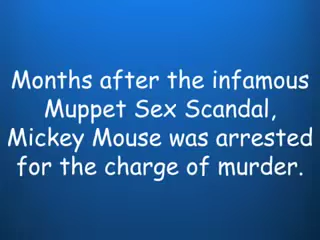 Months after the infamous
Muppet Sex Scandal,
Mickey Mouse was arrested
for the charge of murder.